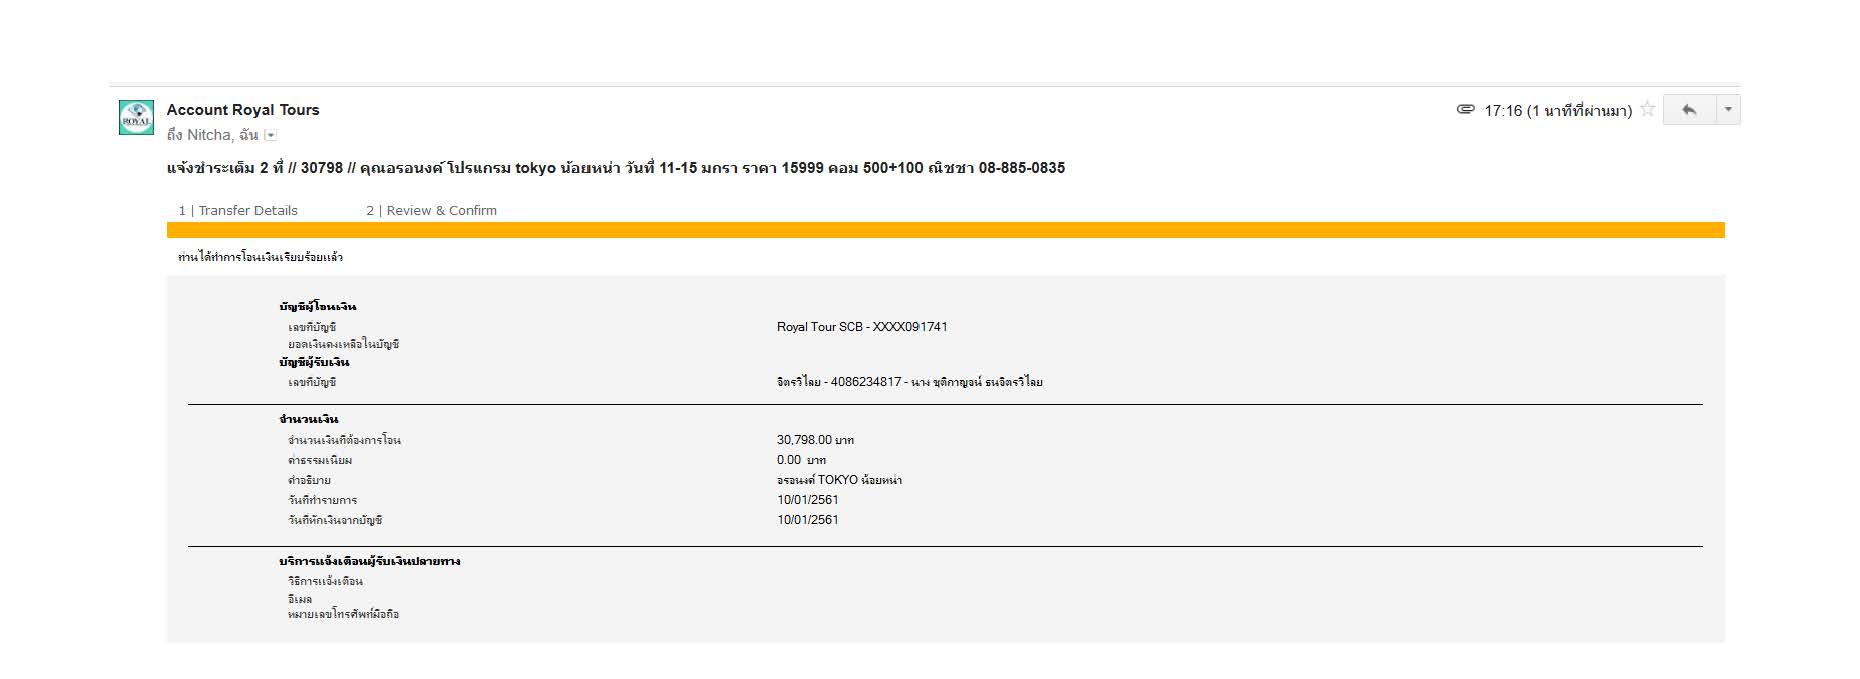 ROYAL
Account Royal Tours
17:16 (1 นาทีที่ผ่านมา)
ถึง Nitcha, ฉัน
แจ้งชำระเต็ม 2 ที่ // 30798 // คุณอรอนงค์ โปรแกรม tokyo น้อยหน่า วันที่ 11-15 มกรา ราคา 15999 คอม 500+100 ณิชชา 08-885-0835
1 | Transfer Details 2 | Review & Confirm
ท่านได้ทำการโอนเงินเรียบร้อยแล้ว
บัญชีผู้โอนเงิน
เลขที่บัญชี Royal Tour SCB - XXXX091741
ยอดเงินคงเหลือในบัญชี
บัญชีผู้รับเงิน
เลขที่บัญชี จิตรวิไลย - 4086234817 - นาง ชุติกาญจน์ ธนจิตรวิไลย
จำนวนเงิน
จำนวนเงินที่ต้องการโอน 30,798.00 บาท
ค่าธรรมเนียม 0.00 บาท
คำอธิบาย อรอนงค์ TOKYO น้อยหน่า
วันที่ทำรายการ 10/01/2561
วันที่หักเงินจากบัญชี 10/01/2561
บริการแจ้งเตือนผู้รับเงินปลายทาง
วิธีการแจ้งเตือน
อีเมล
หมายเลขโทรศัพท์มือถือ